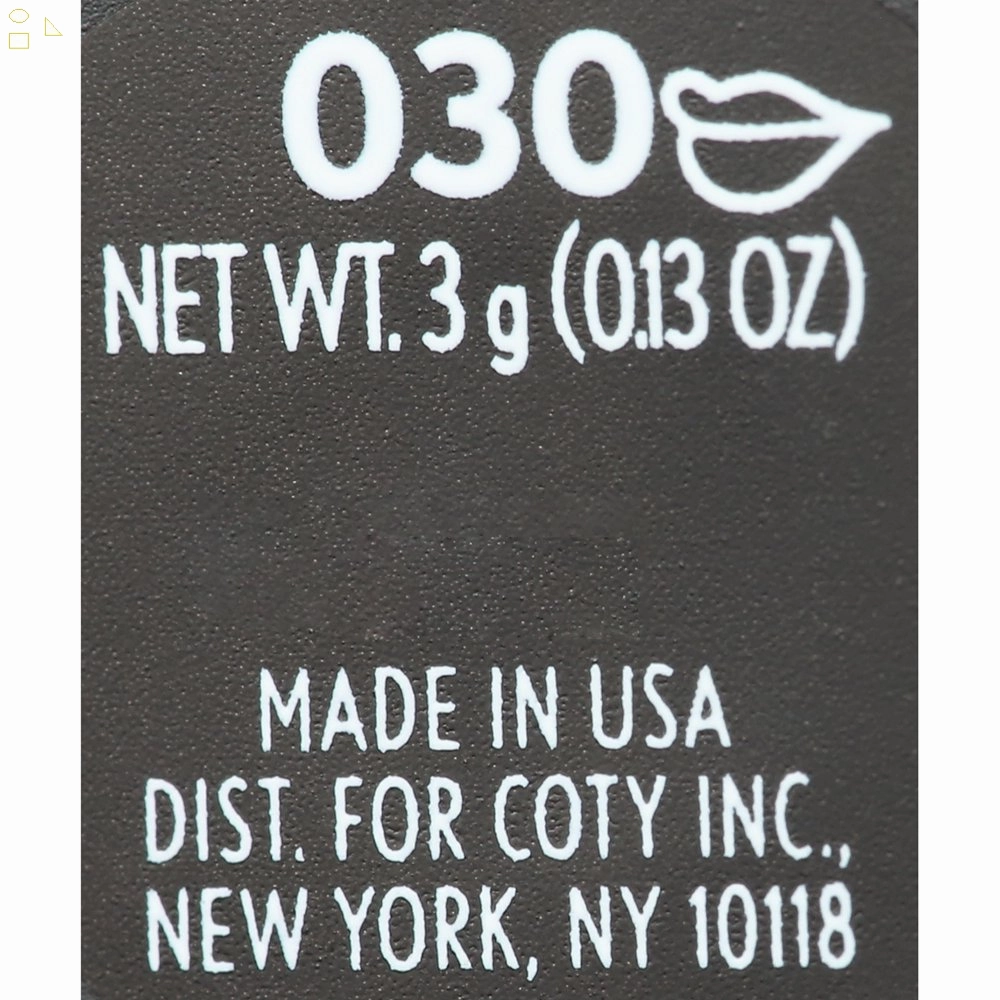 030
NET WT. 3 g (0.13 OZ)
MADE IN USA
DIST. FOR COTY INC.,
NEW YORK, NY 10118